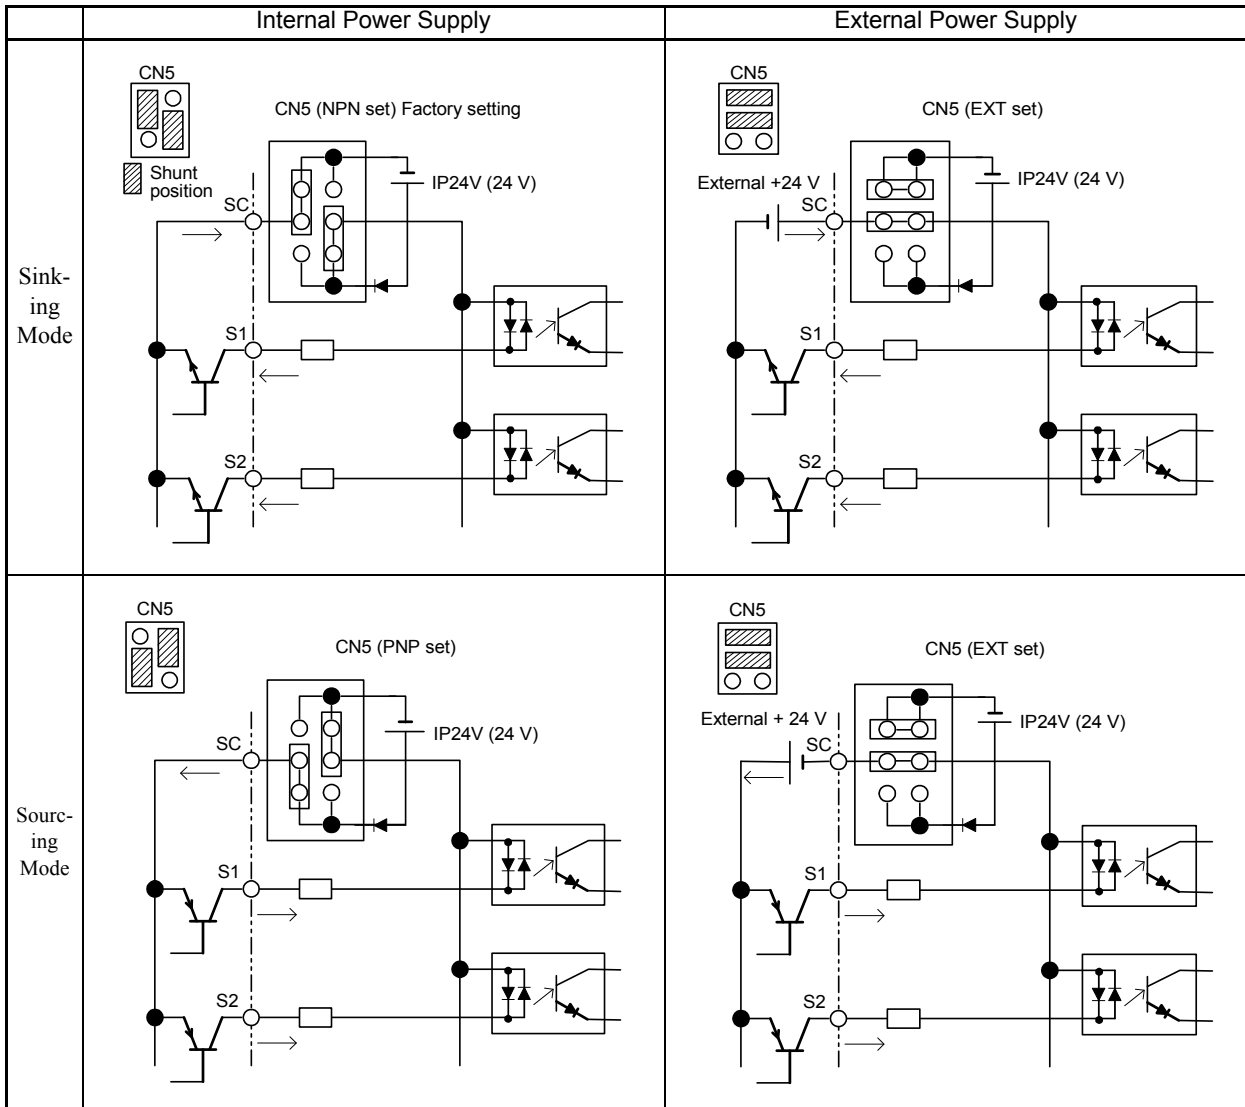 Internal Power Supply
External Power Supply
Sink-
ing
Mode
CN5
CN5 (NPN set) Factory setting
Shunt
position
IP24V (24 V)
SC
S1
S2
CN5
CN5 (EXT set)
External +24 V
IP24V (24 V)
SC
S1
S2
Sourc-
ing
Mode
CN5
CN5 (PNP set)
IP24V (24 V)
SC
S1
S2
CN5
CN5 (EXT set)
External + 24 V
IP24V (24 V)
SC
S1
S2